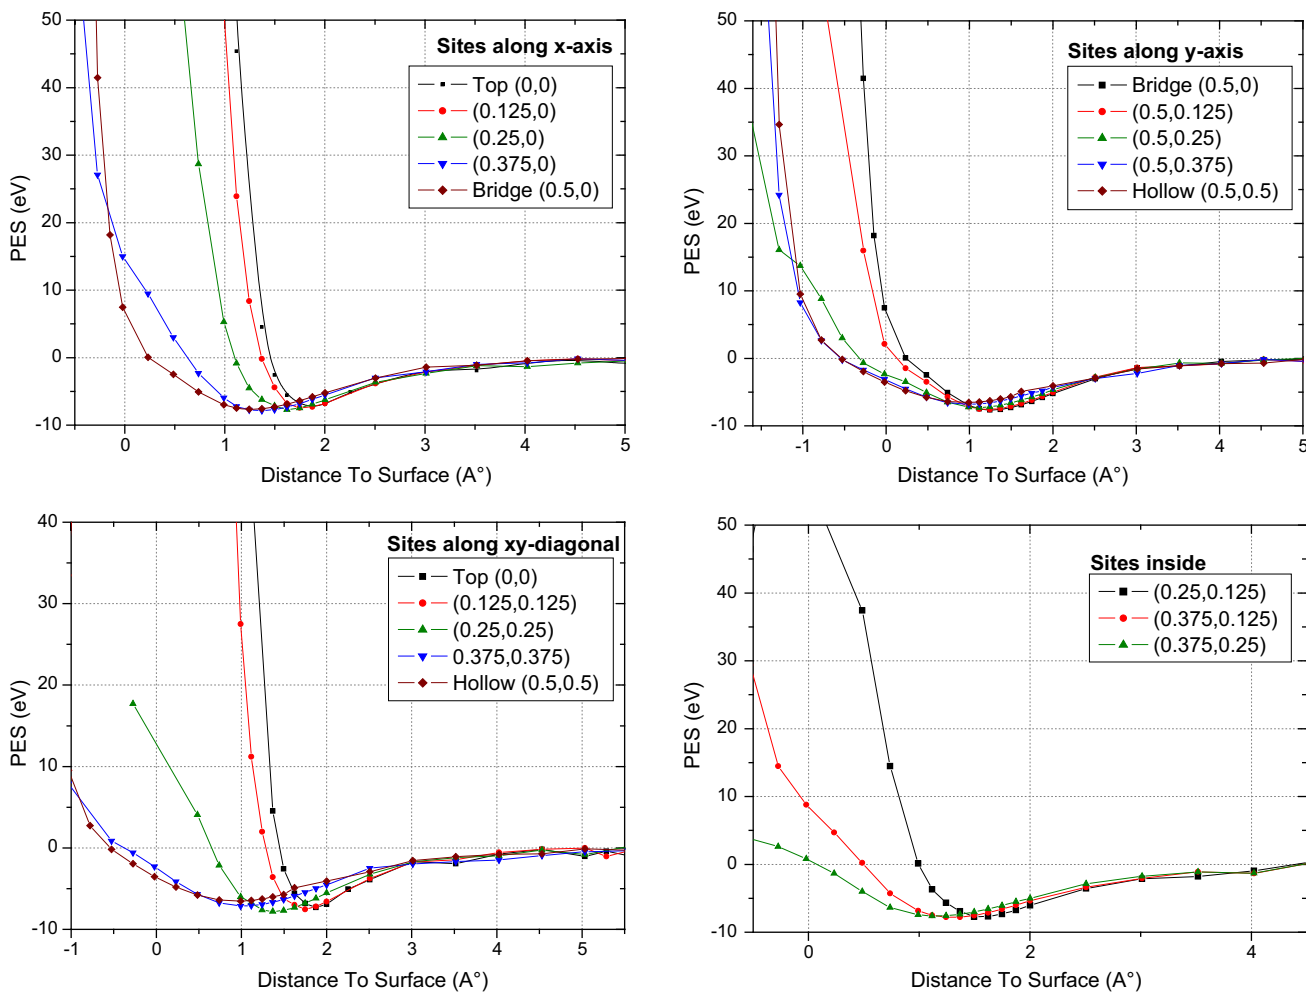 Sites along x-axis
Top (0,0)
(0.125,0)
(0.25,0)
(0.375,0)
Bridge (0.5,0)
50
40
30
20
10
0
-10
PES (eV)
0 1 2 3 4 5
Distance To Surface (A°)
Sites along y-axis
Bridge (0.5,0)
(0.5,0.125)
(0.5,0.25)
(0.5,0.375)
Hollow (0.5,0.5)
50
40
30
20
10
0
-10
PES (eV)
-1 0 1 2 3 4 5
Distance To Surface (A°)
Sites along xy-diagonal
Top (0,0)
(0.125,0.125)
(0.25,0.25)
0.375,0.375)
Hollow (0.5,0.5)
40
30
20
10
0
-10
PES (eV)
-1 0 1 2 3 4 5
Distance To Surface (A°)
Sites inside
(0.25,0.125)
(0.375,0.125)
(0.375,0.25)
50
40
30
20
10
0
-10
PES (eV)
0 2 4
Distance To Surface (A°)